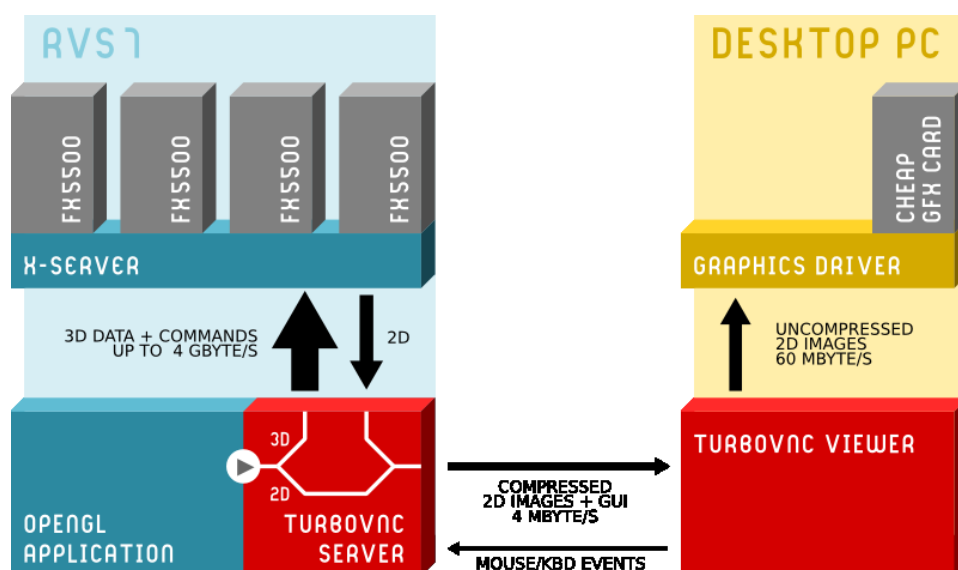 RVS1
DESKTOP PC
FX5500
FX5500
FX5500
FX5500
CHEAP
GFX CARD
X-SERVER
GRAPHICS DRIVER
3D DATA + COMMANDS
UP TO 4 GBYTE/S
2D
UNCOMPRESSED
2D IMAGES
60 MBYTE/S
3D
2D
OPENGL
APPLICATION
TURBOVNC
SERVER
TURBOVNC VIEWER
COMPRESSED
2D IMAGES + GUI
4 MBYTE/S
MOUSE/KBD EVENTS